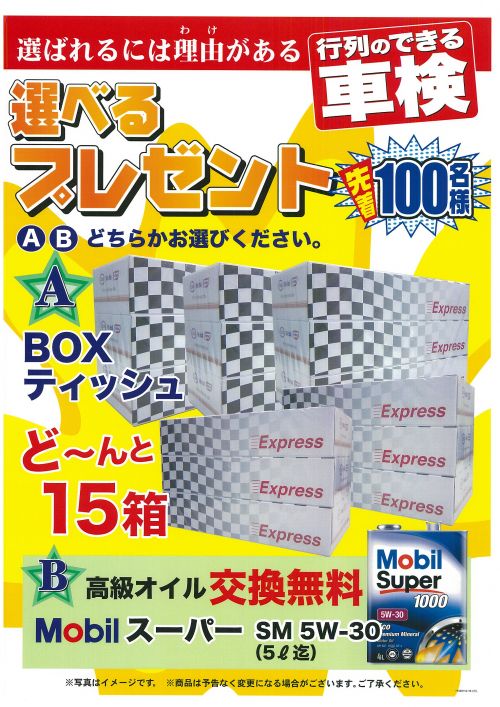 わけ
選ばれるには理由がある
行列のできる
車検
選べる
プレゼント
先着100名様
A B どちらかお選びください。
A
BOX
ティッシュ
ど〜んと
15箱
Express
Express
Express
Express
Express
Express
Express
Express
B
高級オイル交換無料
Mobilスーパー SM 5W-30
(5ℓ迄)
Mobil
Super
1000
5W-30
4L
※写真はイメージです。 ※商品は予告なく変更になる場合がございます。ご了承ください。